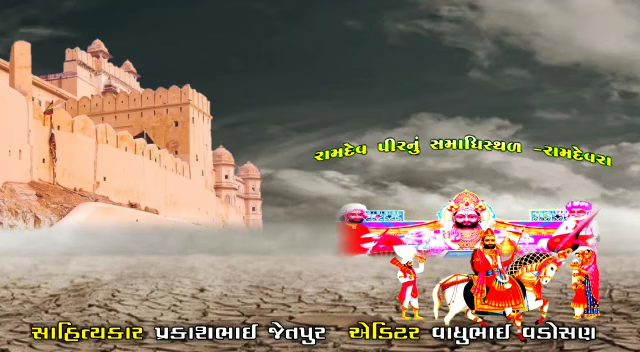 રામદેવ પીરનું સમાધિસ્થળ -રામદેવરા
સાહિત્યકાર પ્રકાશભાઈ જેતપુર એડિટર વાઘુભાઈ વડોસણ